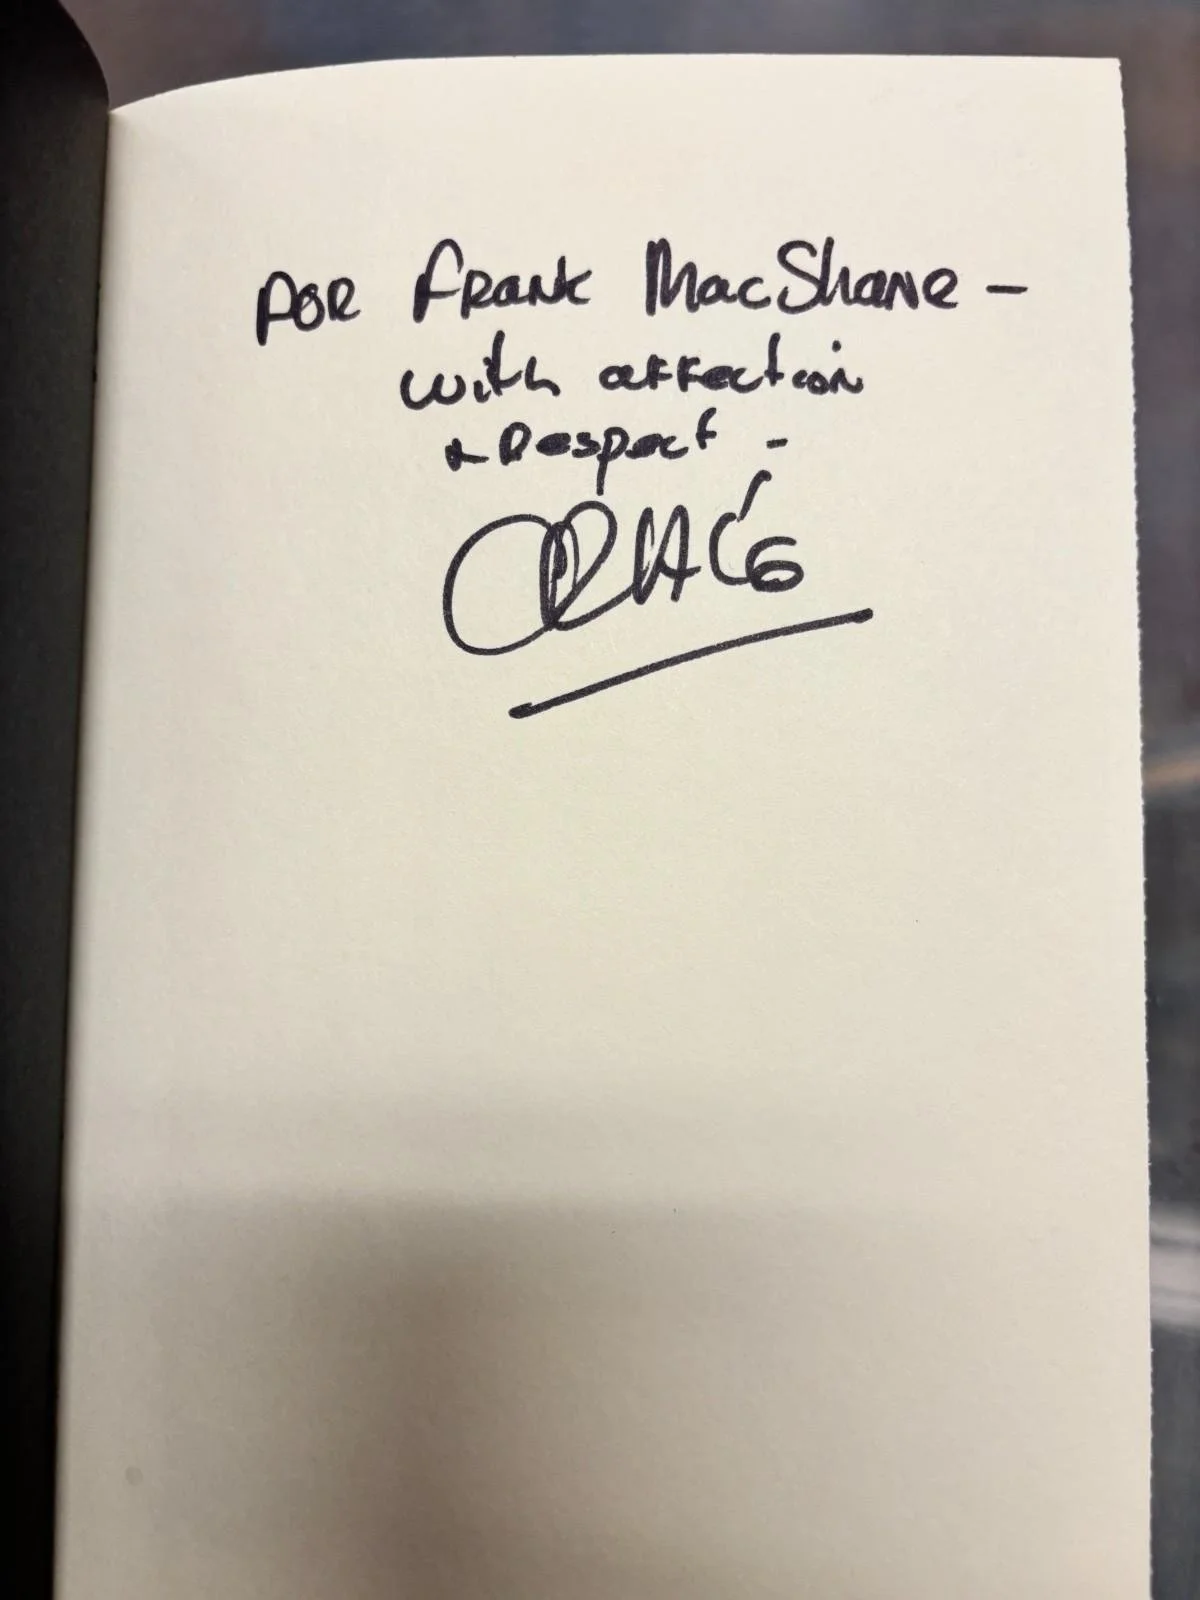 For Frank MacShane –
with affection
+ Respect –